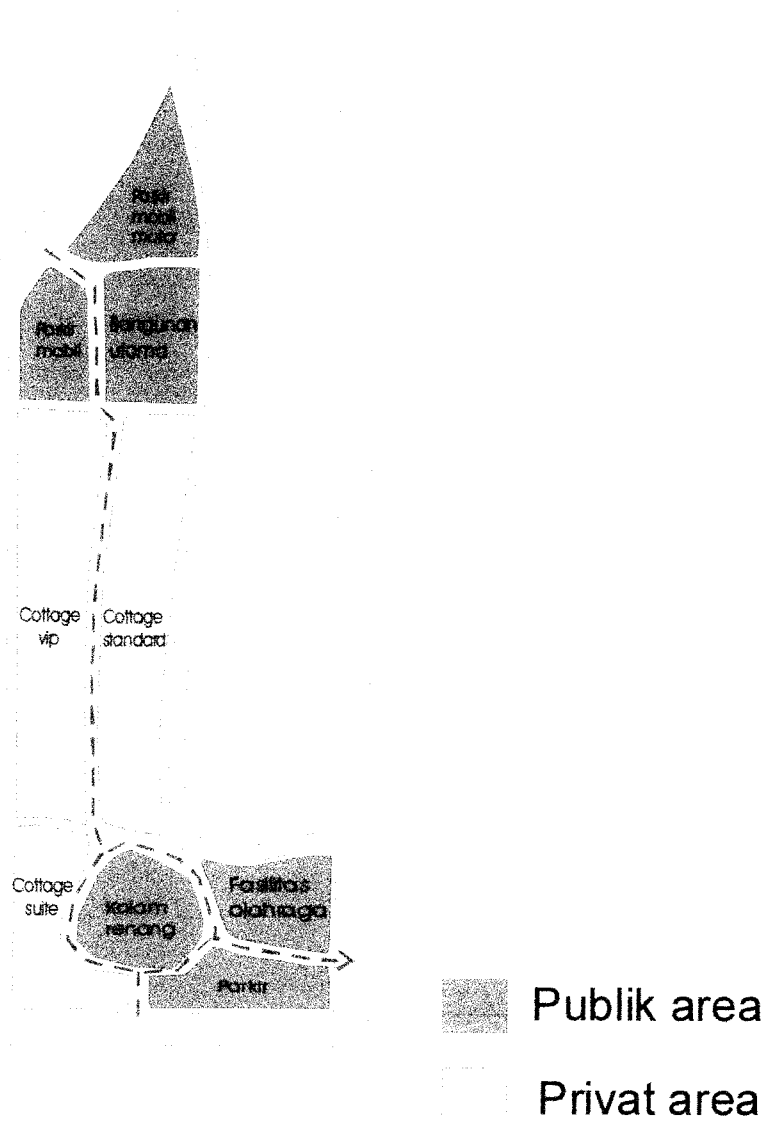 Parkir
mobil
motor
Parkir
mobil
Bangunan
utama
Cottage
vip
Cottage
standard
Cottage
suite
Kolam
renang
Fasilitas
olahraga
Parkir
Publik area
Privat area